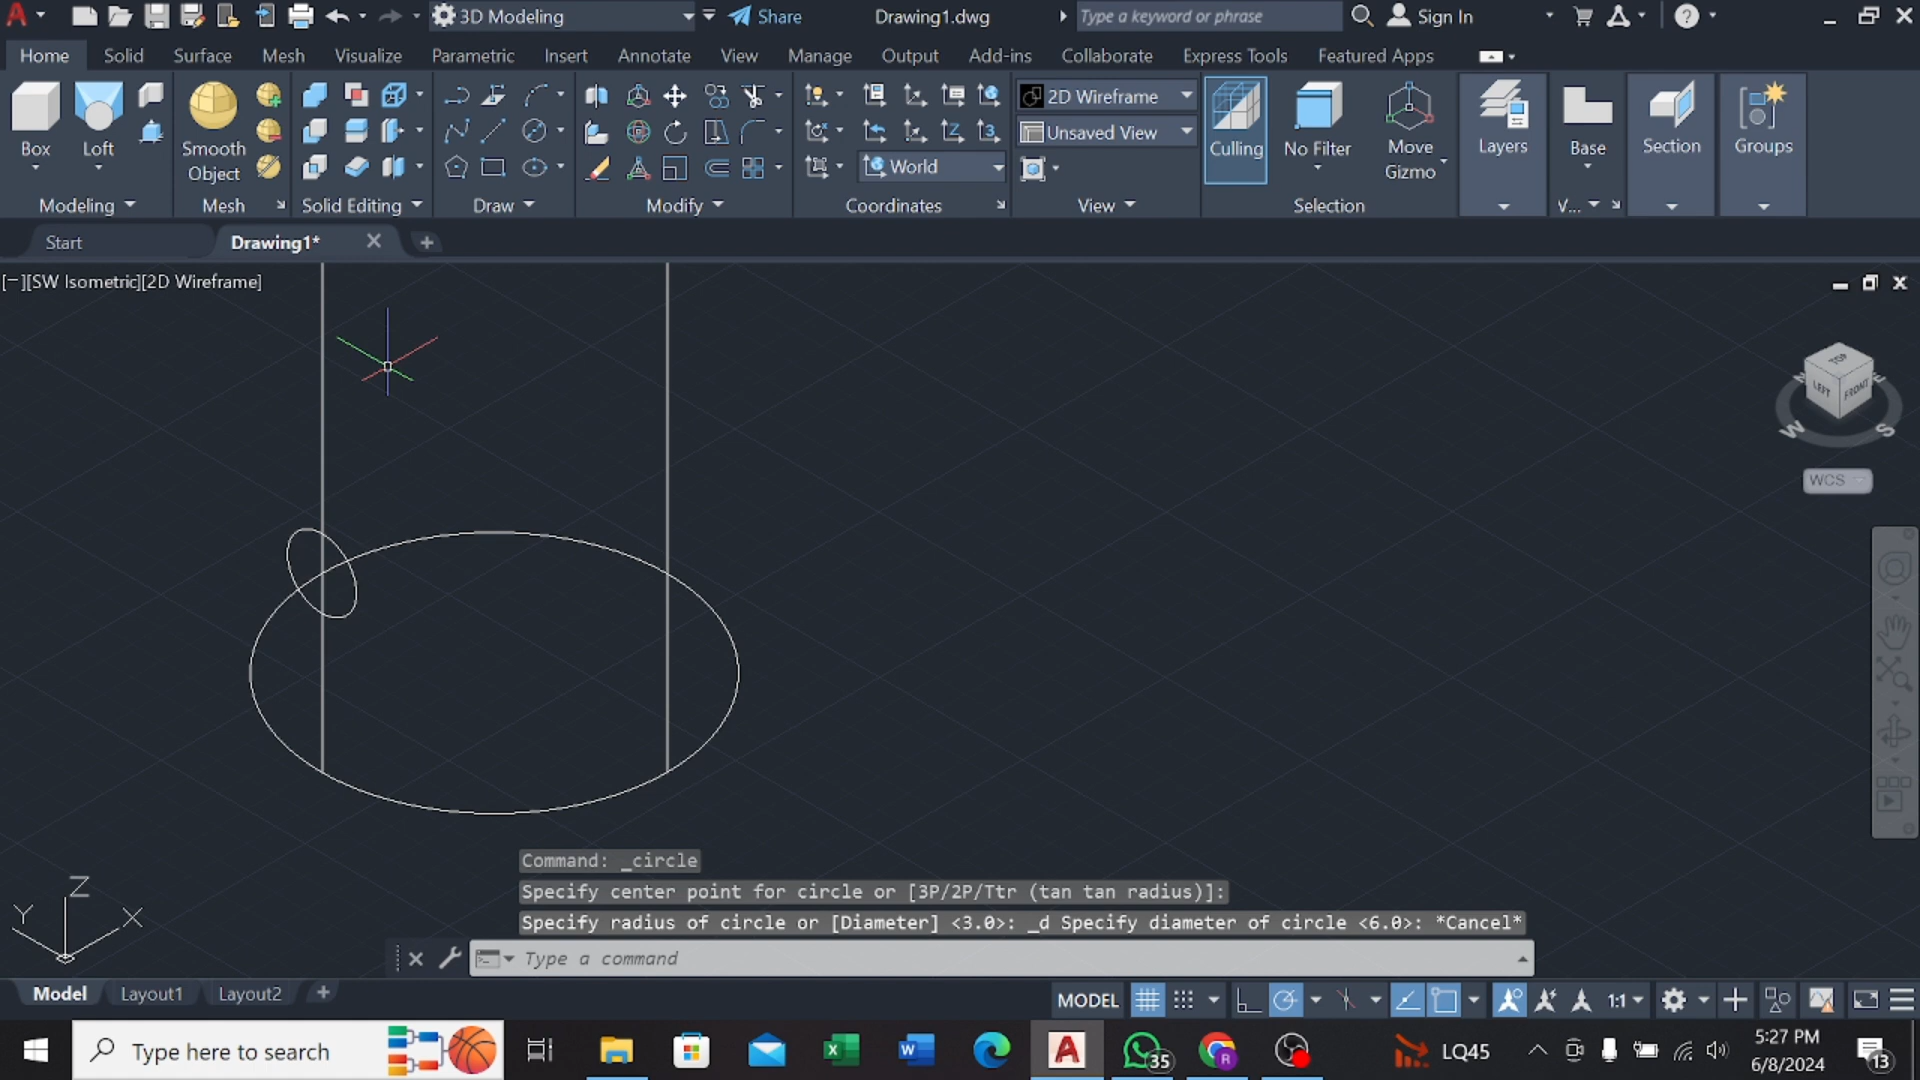 3D Modeling
Share
Drawing1.dwg
Type a keyword or phrase
Sign In
Home
Solid
Surface
Mesh
Visualize
Parametric
Insert
Annotate
View
Manage
Output
Add-ins
Collaborate
Express Tools
Featured Apps
Box
Loft
Smooth
Object
2D Wireframe
Unsaved View
World
Culling
No Filter
Move
Gizmo
Layers
Base
Section
Groups
Modeling
Mesh
Solid Editing
Draw
Modify
Coordinates
View
Selection
V...
Start
Drawing1*
[−][SW Isometric][2D Wireframe]
TOP
LEFT
FRONT
W
S
WCS
Z
Y
X
Command: _circle
Specify center point for circle or [3P/2P/Ttr (tan tan radius)]:
Specify radius of circle or [Diameter] <3.0>: _d Specify diameter of circle <6.0>: *Cancel*
Type a command
Model
Layout1
Layout2
MODEL
1:1
Type here to search
35
LQ45
5:27 PM
6/8/2024
13